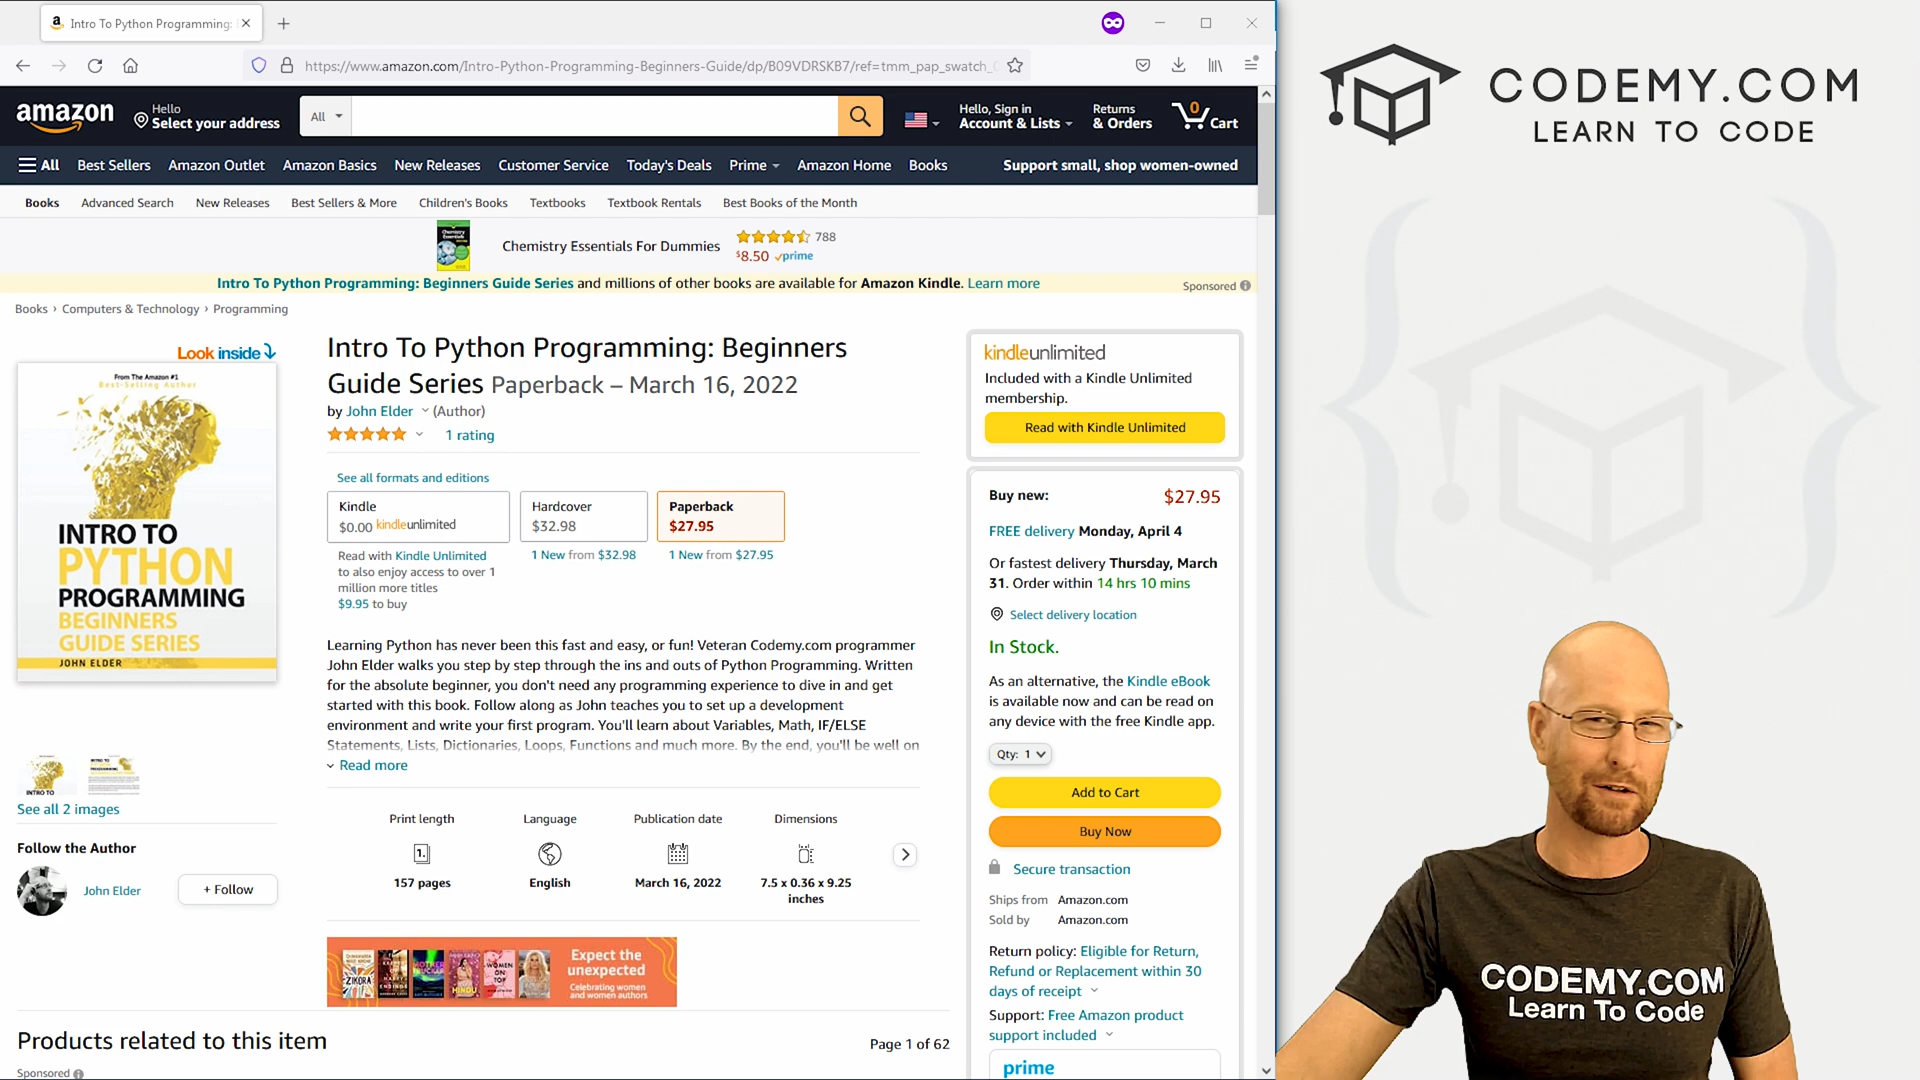 Intro To Python Programming:
https://www.amazon.com/Intro-Python-Programming-Beginners-Guide/dp/B09VDRSKB7/ref=tmm_pap_swatch_
amazon
Hello
Select your address
All
Hello, Sign in
Account & Lists
Returns
& Orders
0
Cart
All
Best Sellers
Amazon Outlet
Amazon Basics
New Releases
Customer Service
Today's Deals
Prime
Amazon Home
Books
Support small, shop women-owned
Books
Advanced Search
New Releases
Best Sellers & More
Children's Books
Textbooks
Textbook Rentals
Best Books of the Month
Chemistry Essentials For Dummies
788
$8.50 prime
Intro To Python Programming: Beginners Guide Series and millions of other books are available for Amazon Kindle. Learn more
Sponsored
Books › Computers & Technology › Programming
Look inside
From The Amazon #1
Best-Selling Author
INTRO TO
PYTHON
PROGRAMMING
BEGINNERS
GUIDE SERIES
JOHN ELDER
See all 2 images
Follow the Author
John Elder
+ Follow
Intro To Python Programming: Beginners
Guide Series Paperback – March 16, 2022
by John Elder (Author)
1 rating
See all formats and editions
Kindle
$0.00 kindleunlimited
Read with Kindle Unlimited
to also enjoy access to over 1
million more titles
$9.95 to buy
Hardcover
$32.98
1 New from $32.98
Paperback
$27.95
1 New from $27.95
Learning Python has never been this fast and easy, or fun! Veteran Codemy.com programmer
John Elder walks you step by step through the ins and outs of Python Programming. Written
for the absolute beginner, you don't need any programming experience to dive in and get
started with this book. Follow along as John teaches you to set up a development
environment and write your first program. You'll learn about Variables, Math, IF/ELSE
Statements, Lists, Dictionaries, Loops, Functions and much more. By the end, you'll be well on
Read more
Print length
157 pages
Language
English
Publication date
March 16, 2022
Dimensions
7.5 x 0.36 x 9.25
inches
Expect the
unexpected
Celebrating women
and women authors
Products related to this item
Page 1 of 62
Sponsored
kindleunlimited
Included with a Kindle Unlimited
membership.
Read with Kindle Unlimited
Buy new:
$27.95
FREE delivery Monday, April 4
Or fastest delivery Thursday, March
31. Order within 14 hrs 10 mins
Select delivery location
In Stock.
As an alternative, the Kindle eBook
is available now and can be read on
any device with the free Kindle app.
Qty: 1
Add to Cart
Buy Now
Secure transaction
Ships from Amazon.com
Sold by Amazon.com
Return policy: Eligible for Return,
Refund or Replacement within 30
days of receipt
Support: Free Amazon product
support included
prime
CODEMY.COM
LEARN TO CODE
CODEMY.COM
Learn To Code